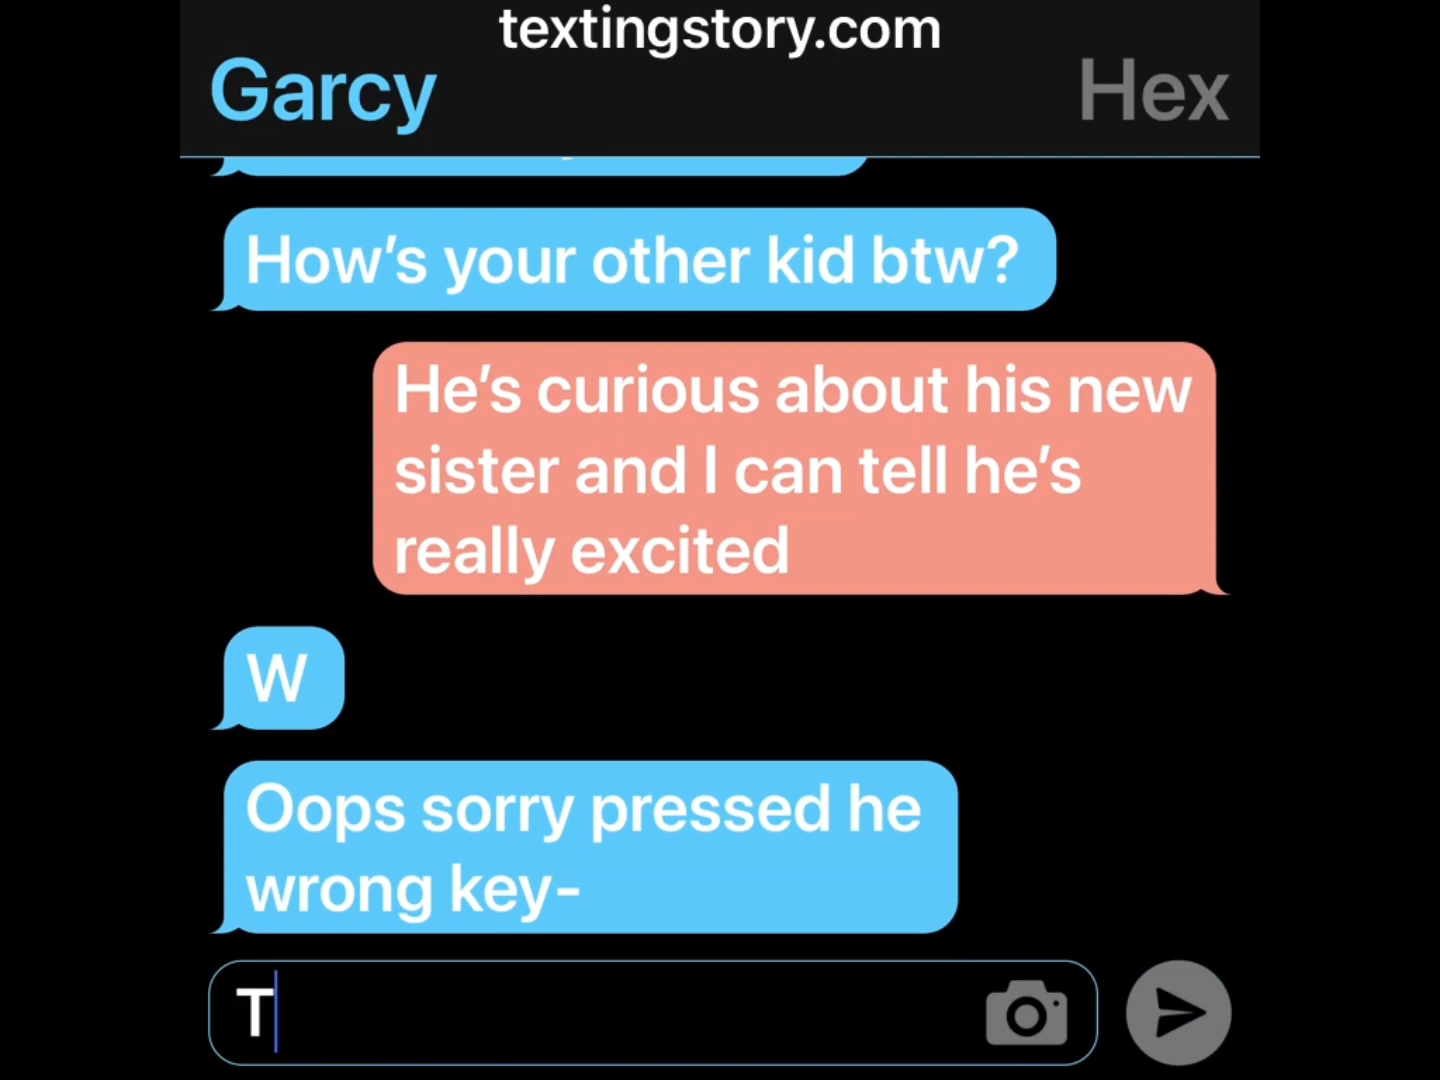 textingstory.com
Garcy
Hex
How’s your other kid btw?
He’s curious about his new
sister and I can tell he’s
really excited
W
Oops sorry pressed he
wrong key-
T